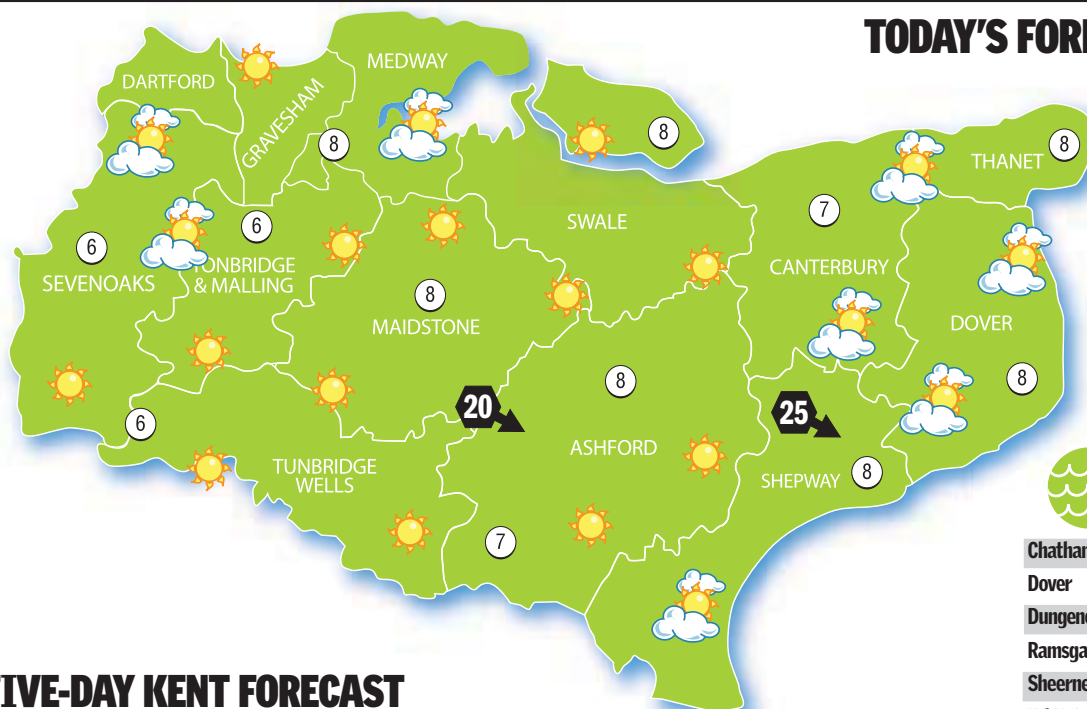 TODAY'S FORE
DARTFORD
MEDWAY
GRAVESHAM
8
8
8
THANET
7
SWALE
6
6
SEVENOAKS
TONBRIDGE
& MALLING
CANTERBURY
8
MAIDSTONE
DOVER
8
8
20
25
6
ASHFORD
TUNBRIDGE
WELLS
SHEPWAY
8
7
Chatham
Dover
Dungene
Ramsga
Sheerne
FIVE-DAY KENT FORECAST